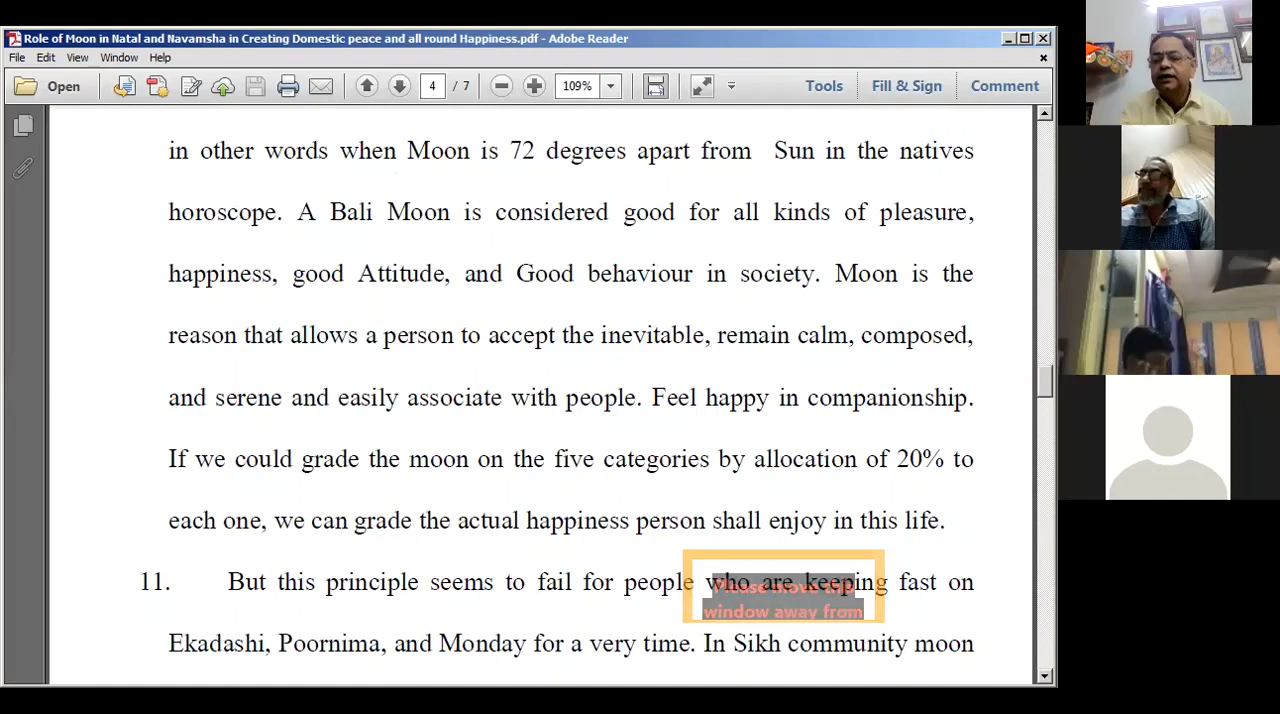 Role of Moon in Natal and Navamsha in Creating Domestic peace and all round Happiness.pdf - Adobe Reader
File Edit View Window Help
Open 4 / 7 109% Tools Fill & Sign Comment
in other words when Moon is 72 degrees apart from Sun in the natives
horoscope. A Bali Moon is considered good for all kinds of pleasure,
happiness, good Attitude, and Good behaviour in society. Moon is the
reason that allows a person to accept the inevitable, remain calm, composed,
and serene and easily associate with people. Feel happy in companionship.
If we could grade the moon on the five categories by allocation of 20% to
each one, we can grade the actual happiness person shall enjoy in this life.
11. But this principle seems to fail for people who are keeping fast on
Please move this
window away from
Ekadashi, Poornima, and Monday for a very time. In Sikh community moon